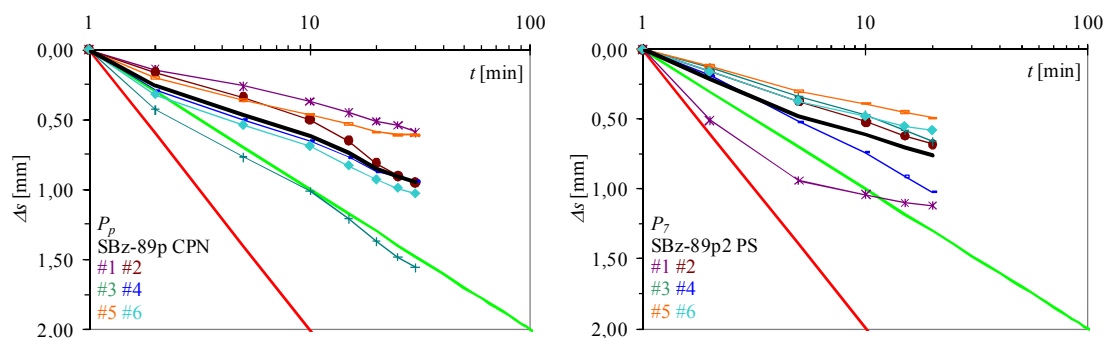 1 10 100
0,00
0,50
1,00
1,50
2,00
Δs [mm]
t [min]
P_p
SBz-89p CPN
#1 #2
#3 #4
#5 #6
1 10 100
0,00
0,50
1,00
1,50
2,00
Δs [mm]
t [min]
P_7
SBz-89p2 PS
#1 #2
#3 #4
#5 #6